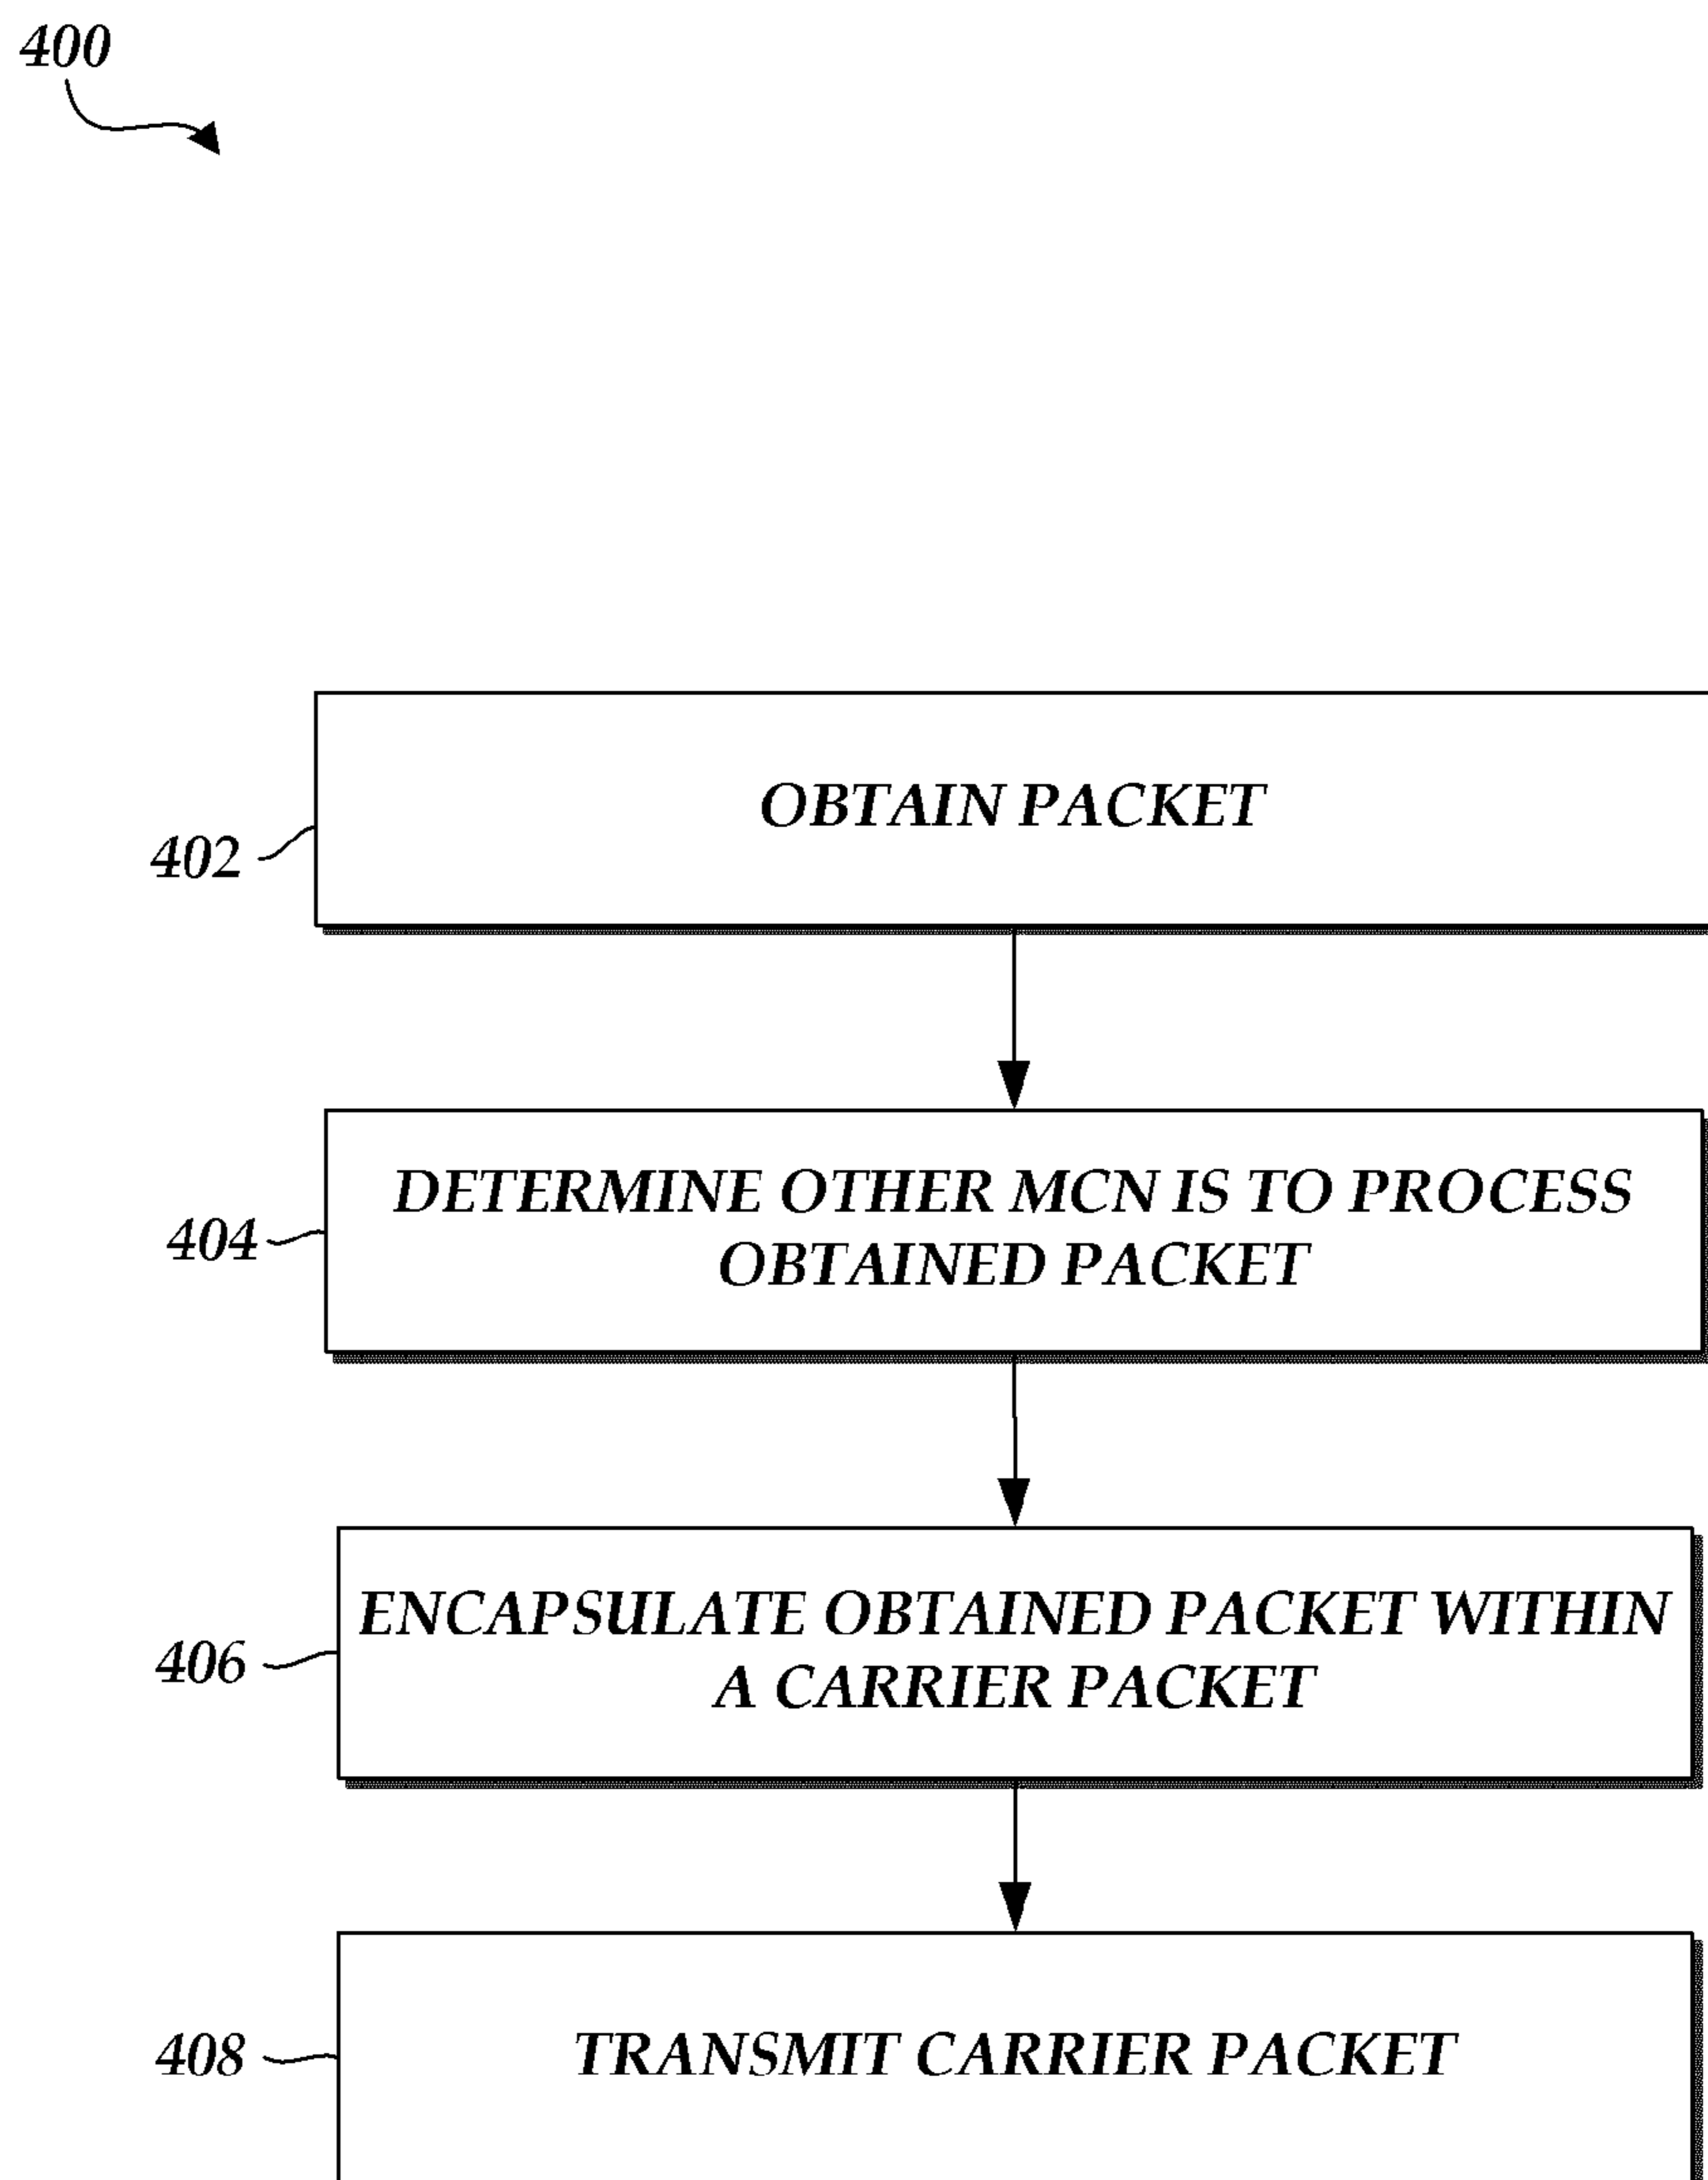 400
OBTAIN PACKET
402
DETERMINE OTHER MCN IS TO PROCESS
OBTAINED PACKET
404
ENCAPSULATE OBTAINED PACKET WITHIN
A CARRIER PACKET
406
TRANSMIT CARRIER PACKET
408